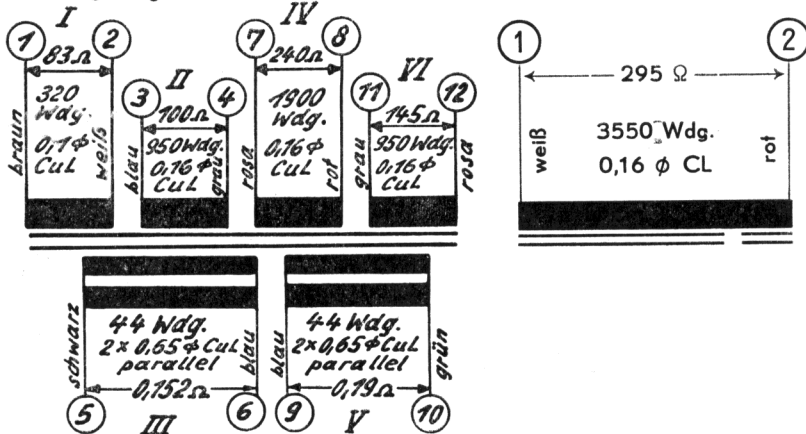 I
1
2
83Ω
320
Wdg.
0,1 φ
CuL
braun
weiß
II
3
4
100Ω
950Wdg.
0,16 φ
CuL
blau
grau
IV
7
8
240Ω
1900
Wdg.
0,16 φ
CuL
rosa
rot
VI
11
12
145Ω
950Wdg.
0,16 φ
CuL
grau
rosa
44 Wdg.
2× 0,65 φ CuL
parallel
0,152Ω
schwarz
blau
5
6
III
44 Wdg.
2× 0,65 φ CuL
parallel
0,19Ω
blau
grün
9
10
V
1
2
295 Ω
3550 Wdg.
0,16 φ CL
weiß
rot